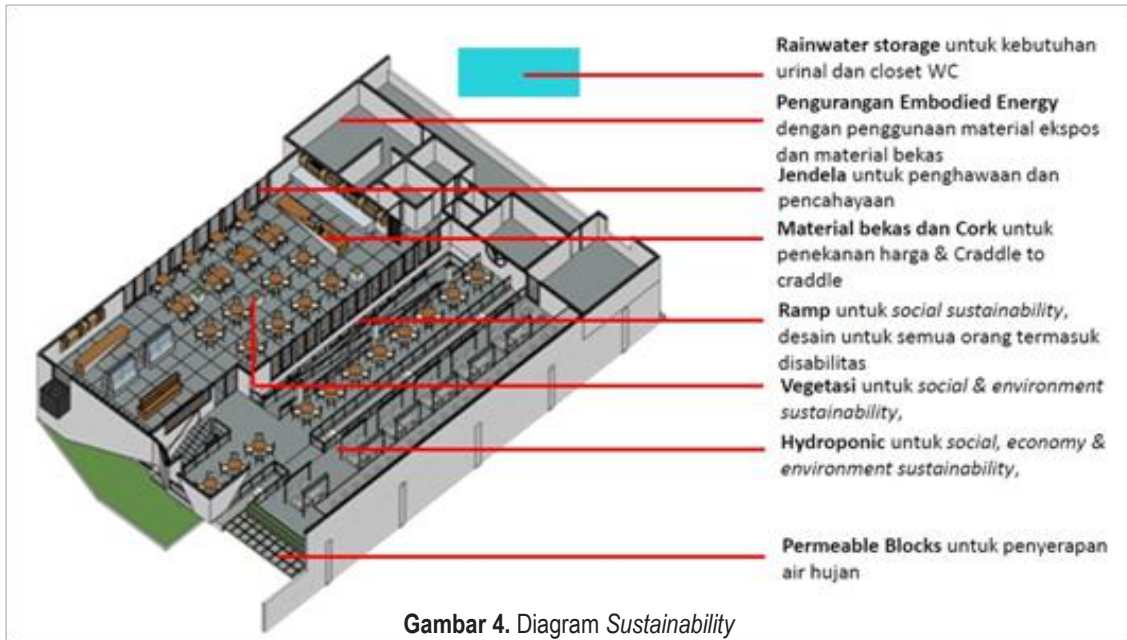 Rainwater storage untuk kebutuhan
urinal dan closet WC
Pengurangan Embodied Energy
dengan penggunaan material ekspos
dan material bekas
Jendela untuk penghawaan dan
pencahayaan
Material bekas dan Cork untuk
penekanan harga & Craddle to
craddle
Ramp untuk social sustainability,
desain untuk semua orang termasuk
disabilitas
Vegetasi untuk social & environment
sustainability,
Hydroponic untuk social, economy &
environment sustainability,
Permeable Blocks untuk penyerapan
air hujan
Gambar 4. Diagram Sustainability